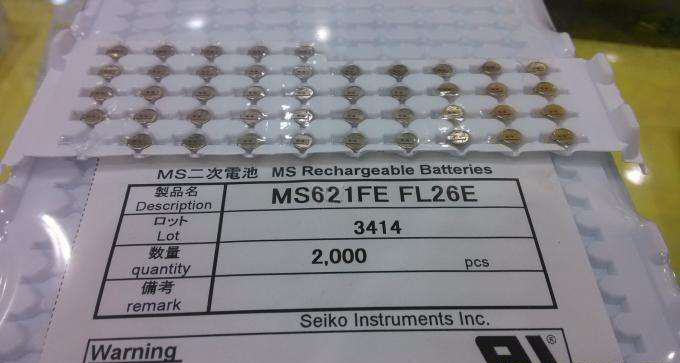 MS二次電池 MS Rechargeable Batteries
製品名
Description
MS621FE FL26E
ロット
Lot
3414
数量
quantity
2,000 pcs
備考
remark
Seiko Instruments Inc.
Warning